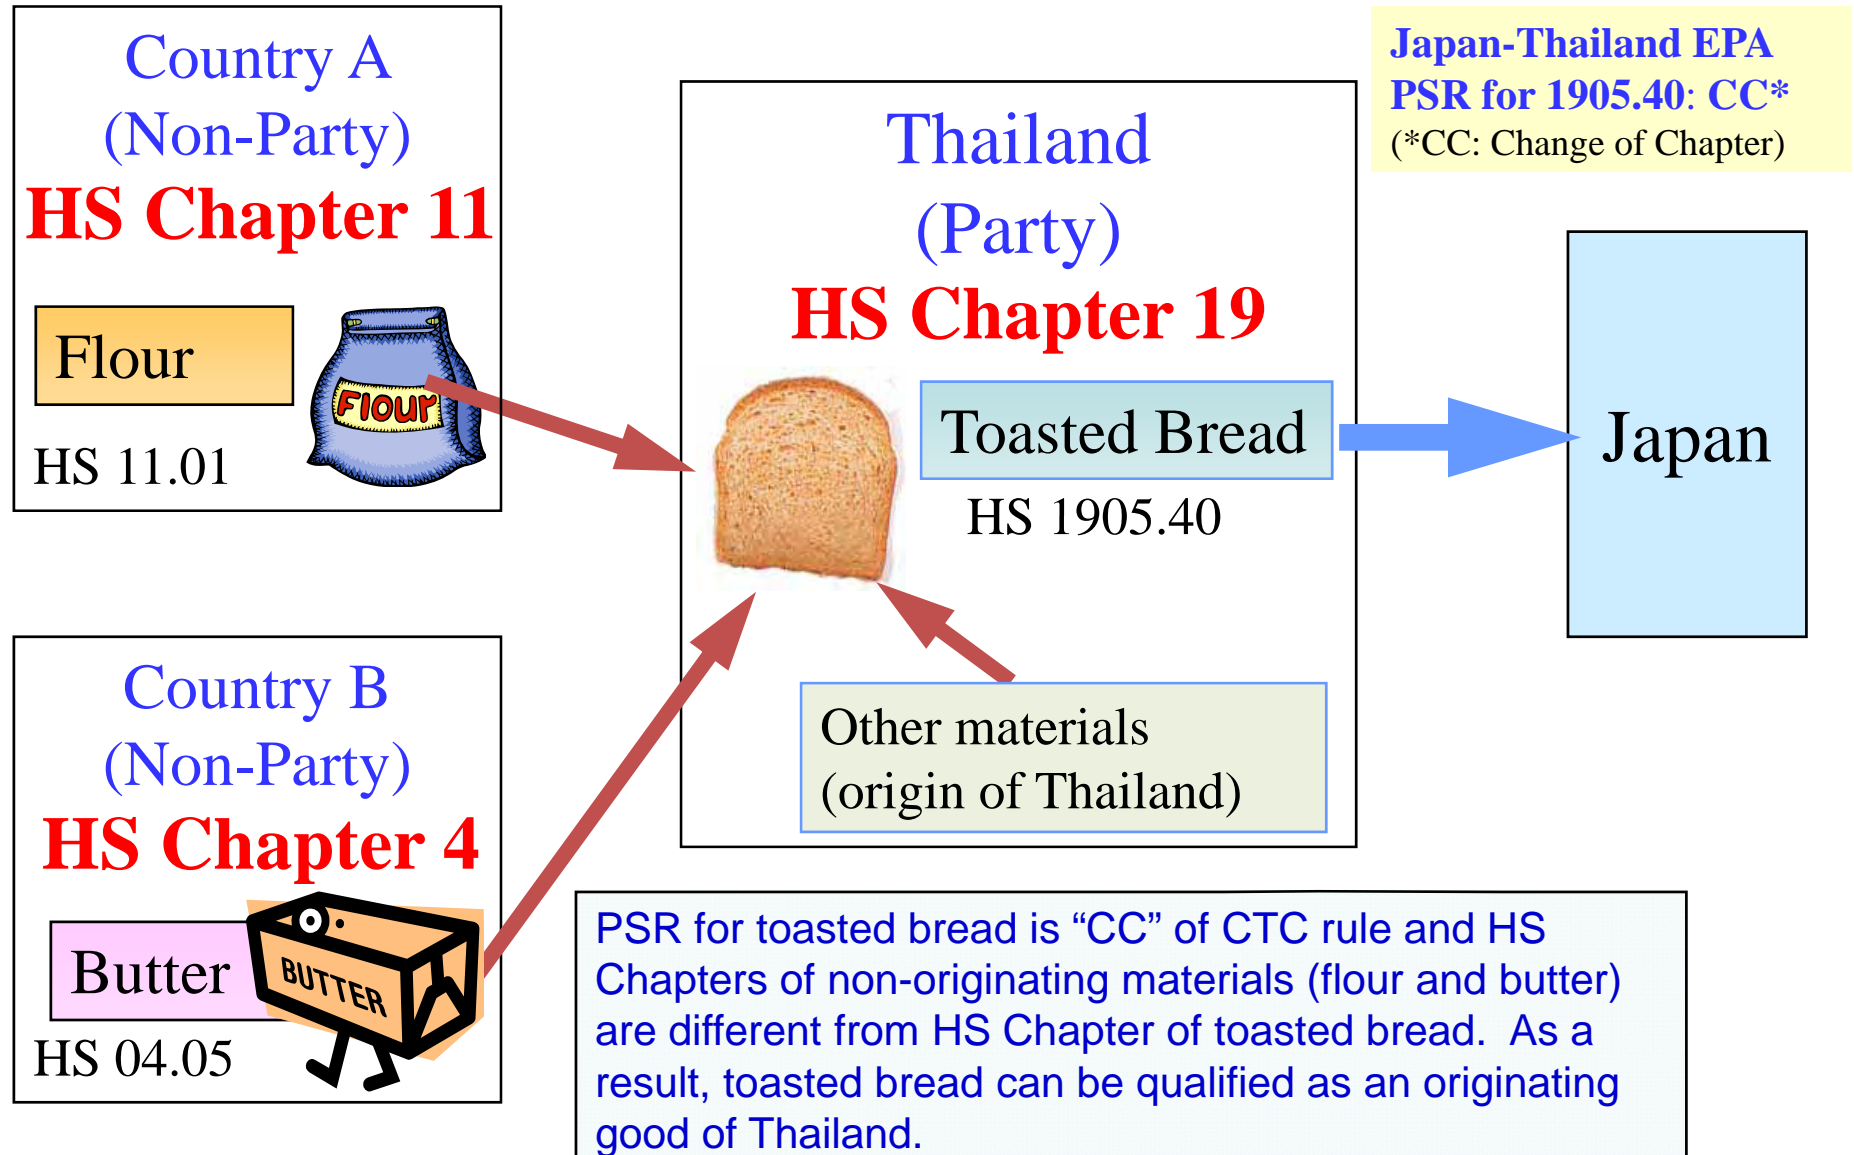 Country A
(Non-Party)
HS Chapter 11
Flour
FlOUr
HS 11.01
Country B
(Non-Party)
HS Chapter 4
Butter
BUTTER
HS 04.05
Thailand
(Party)
HS Chapter 19
Toasted Bread
HS 1905.40
Other materials
(origin of Thailand)
Japan-Thailand EPA
PSR for 1905.40: CC*
(*CC: Change of Chapter)
Japan
PSR for toasted bread is “CC” of CTC rule and HS
Chapters of non-originating materials (flour and butter)
are different from HS Chapter of toasted bread.  As a
result, toasted bread can be qualified as an originating
good of Thailand.